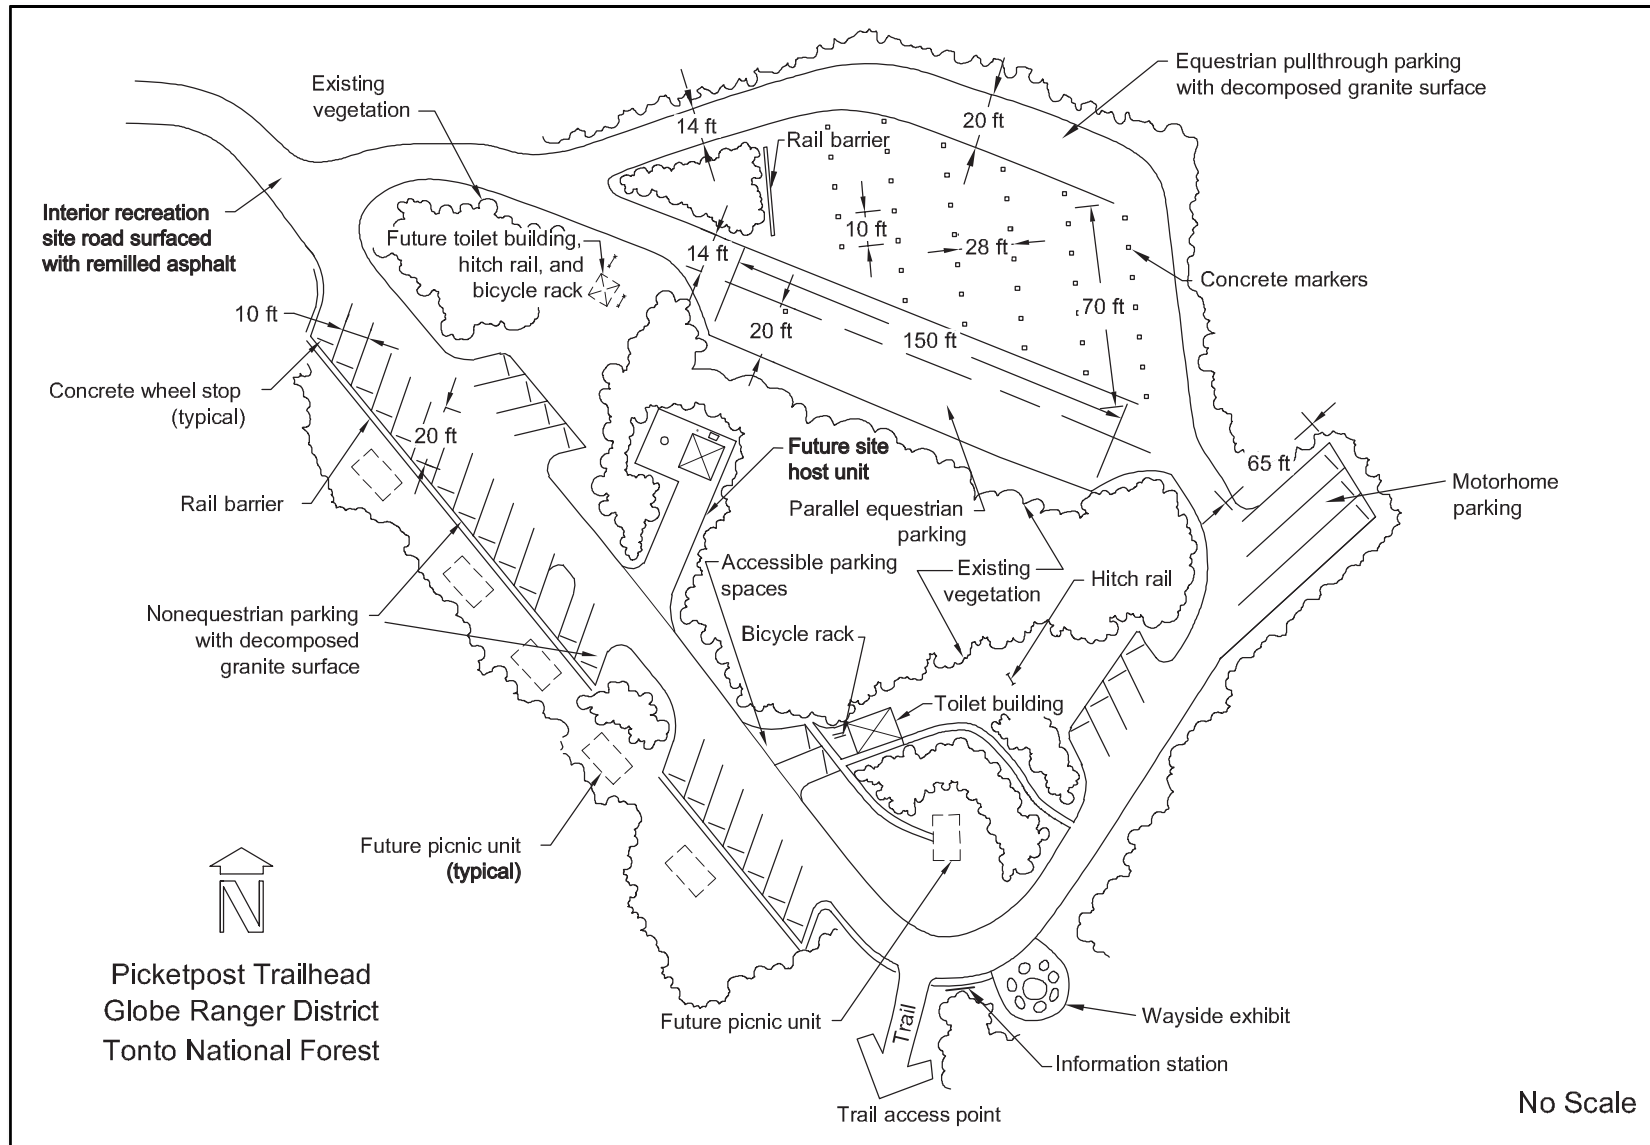 Existing
vegetation
Equestrian pullthrough parking
with decomposed granite surface
14 ft
20 ft
Rail barrier
Interior recreation
site road surfaced
with remilled asphalt
Future toilet building,
hitch rail, and
bicycle rack
14 ft
10 ft
28 ft
Concrete markers
10 ft
20 ft
150 ft
70 ft
Concrete wheel stop
(typical)
20 ft
Future site
host unit
65 ft
Motorhome
parking
Rail barrier
Parallel equestrian
parking
Accessible parking
spaces
Existing
vegetation
Hitch rail
Nonequestrian parking
with decomposed
granite surface
Bicycle rack
Toilet building
Future picnic unit
(typical)
N
Picketpost Trailhead
Globe Ranger District
Tonto National Forest
Future picnic unit
Trail
Wayside exhibit
Information station
Trail access point
No Scale